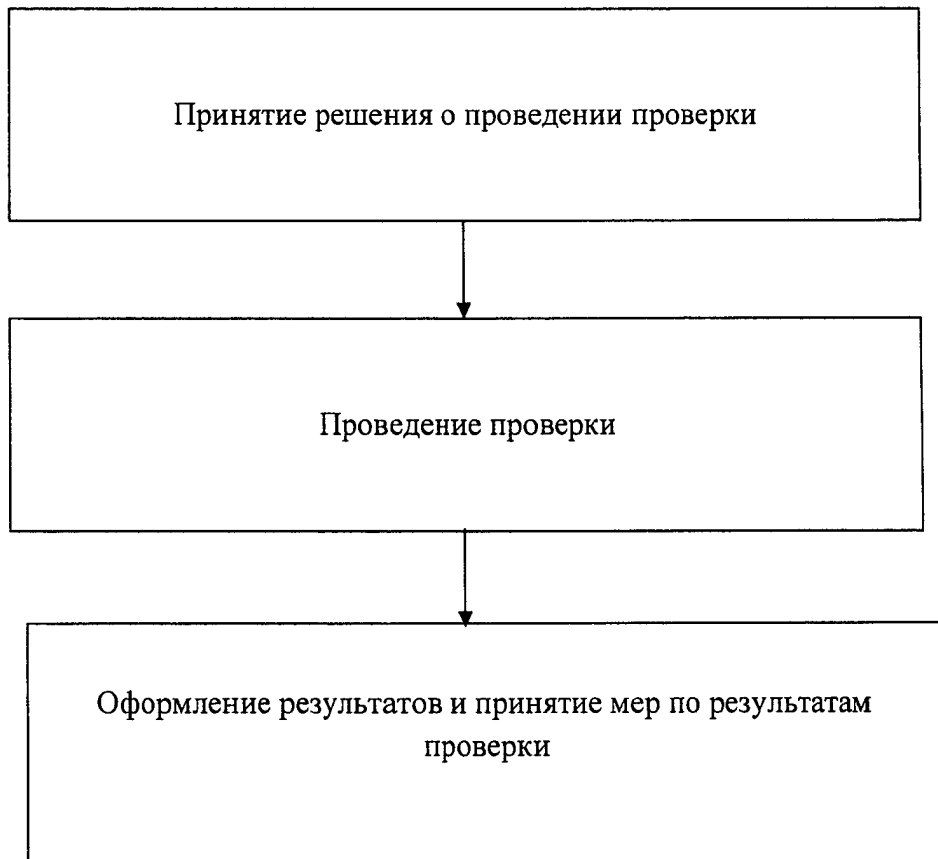 Принятие решения о проведении проверки
Проведение проверки
Оформление результатов и принятие мер по результатам
проверки